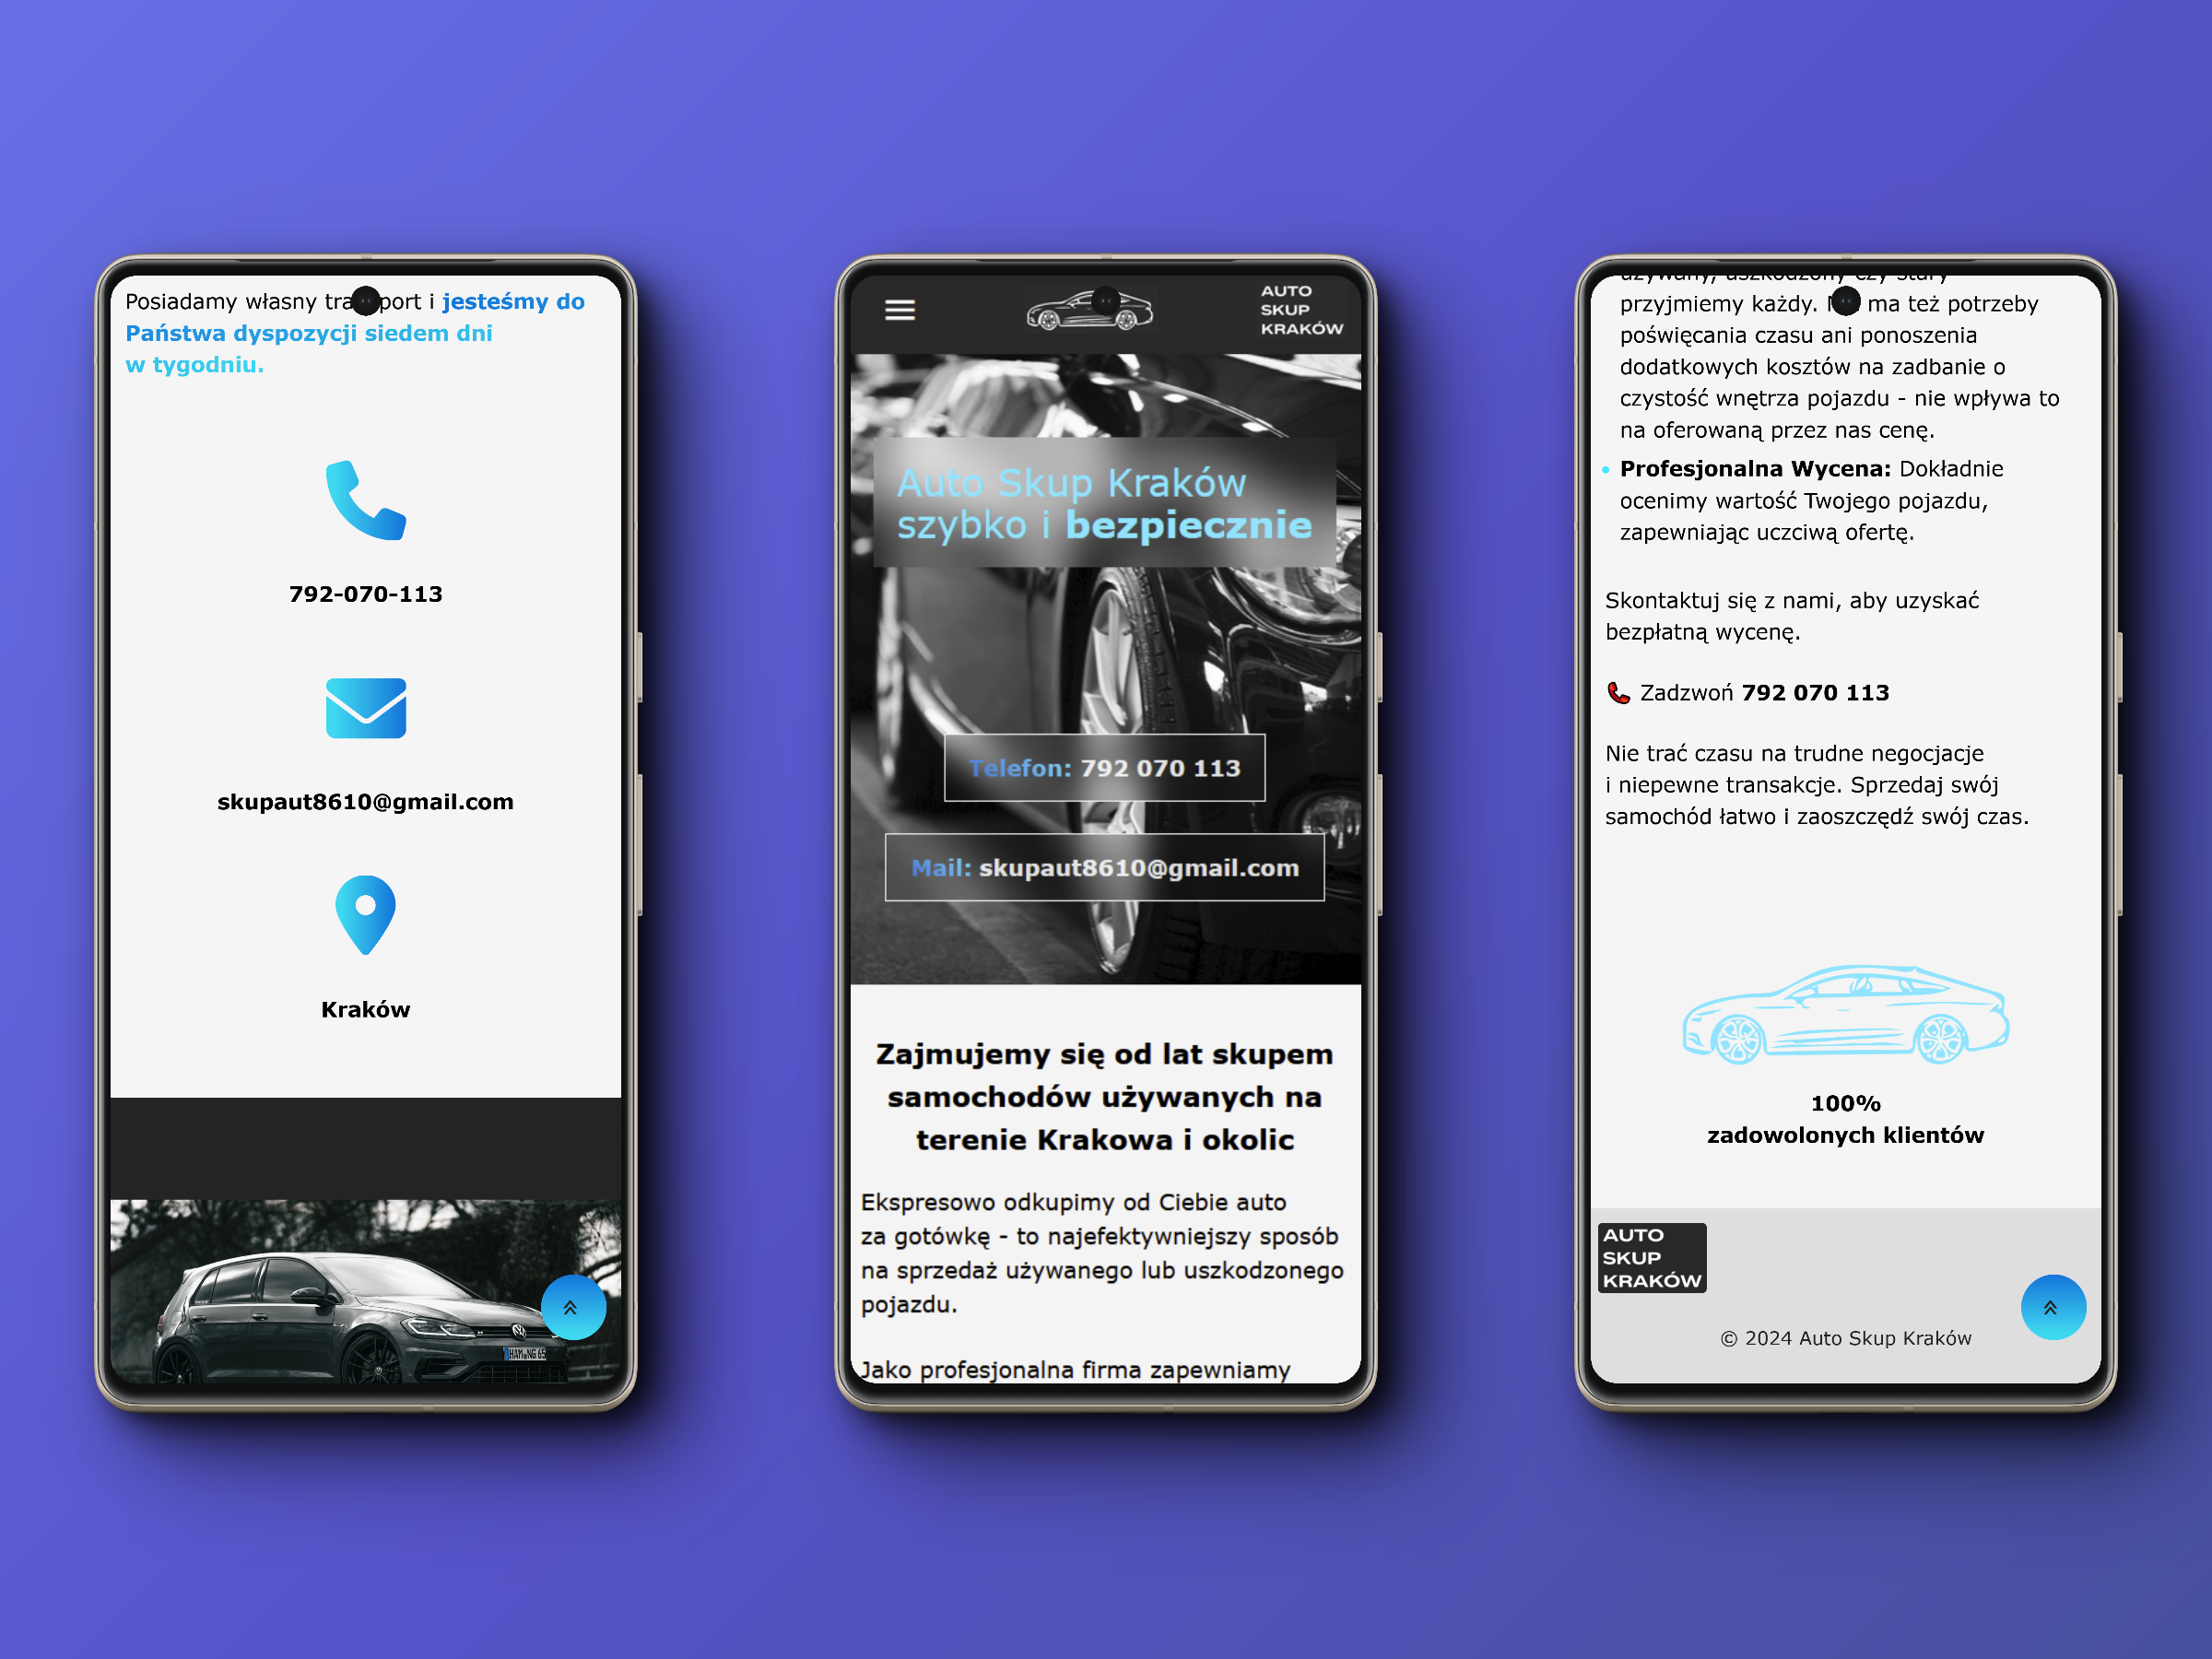 Posiadamy własny i jesteśmy do
Państwa dyspozycji siedem dni
w tygodniu.
792-070-113
skupaut8610@gmail.com
Kraków
AUTO
SKUP
KRAKÓW
Auto Skup Kraków
szybko i bezpiecznie
Telefon: 792 070 113
Mail: skupaut8610@gmail.com
Zajmujemy się od lat skupem
samochodów używanych na
terenie Krakowa i okolic
Ekspresowo odkupimy od Ciebie auto
za gotówkę - to najefektywniejszy sposób
na sprzedaż używanego lub uszkodzonego
pojazdu.
Jako profesjonalna firma zapewniamy
używany, uszkodzony czy stary
przyjmiemy każdy. ma też potrzeby
poświęcania czasu ani ponoszenia
dodatkowych kosztów na zadbanie o
czystość wnętrza pojazdu - nie wpływa to
na oferowaną przez nas cenę.
• Profesjonalna Wycena: Dokładnie
ocenimy wartość Twojego pojazdu,
zapewniając uczciwą ofertę.
Skontaktuj się z nami, aby uzyskać
bezpłatną wycenę.
Zadzwoń 792 070 113
Nie trać czasu na trudne negocjacje
i niepewne transakcje. Sprzedaj swój
samochód łatwo i zaoszczędź swój czas.
100%
zadowolonych klientów
AUTO
SKUP
KRAKÓW
© 2024 Auto Skup Kraków